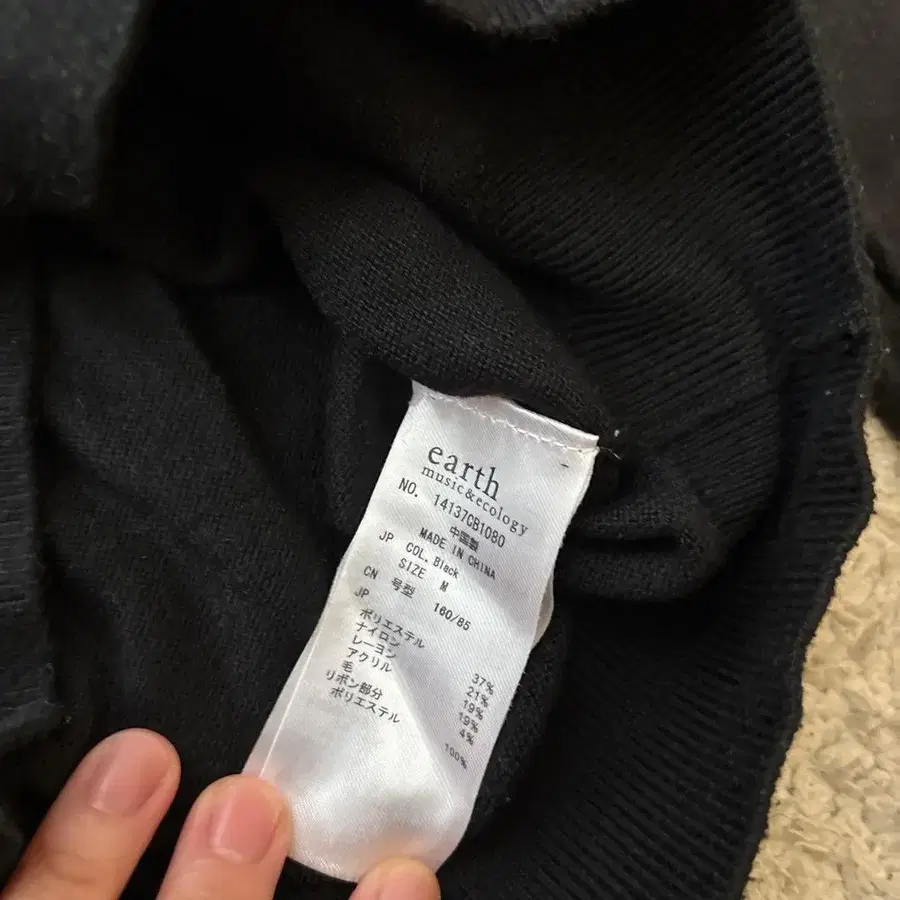 earth
music&ecology
NO. 14137CB1080
中国製
MADE IN CHINA
JP COL. Black
SIZE M
CN 号型 160/85
JP
ポリエステル 37%
ナイロン 21%
レーヨン 19%
アクリル 19%
毛 4%
リボン部分
ポリエステル 100%